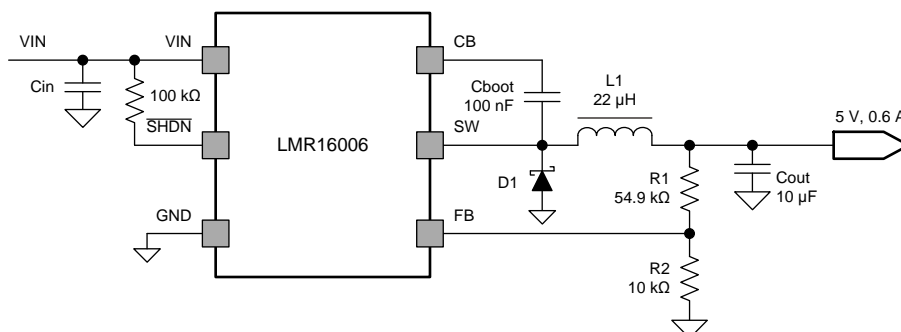 VIN
VIN
Cin
100 kΩ
SHDN
GND
LMR16006
CB
SW
FB
Cboot
100 nF
L1
22 µH
D1
R1
54.9 kΩ
R2
10 kΩ
Cout
10 µF
5 V, 0.6 A